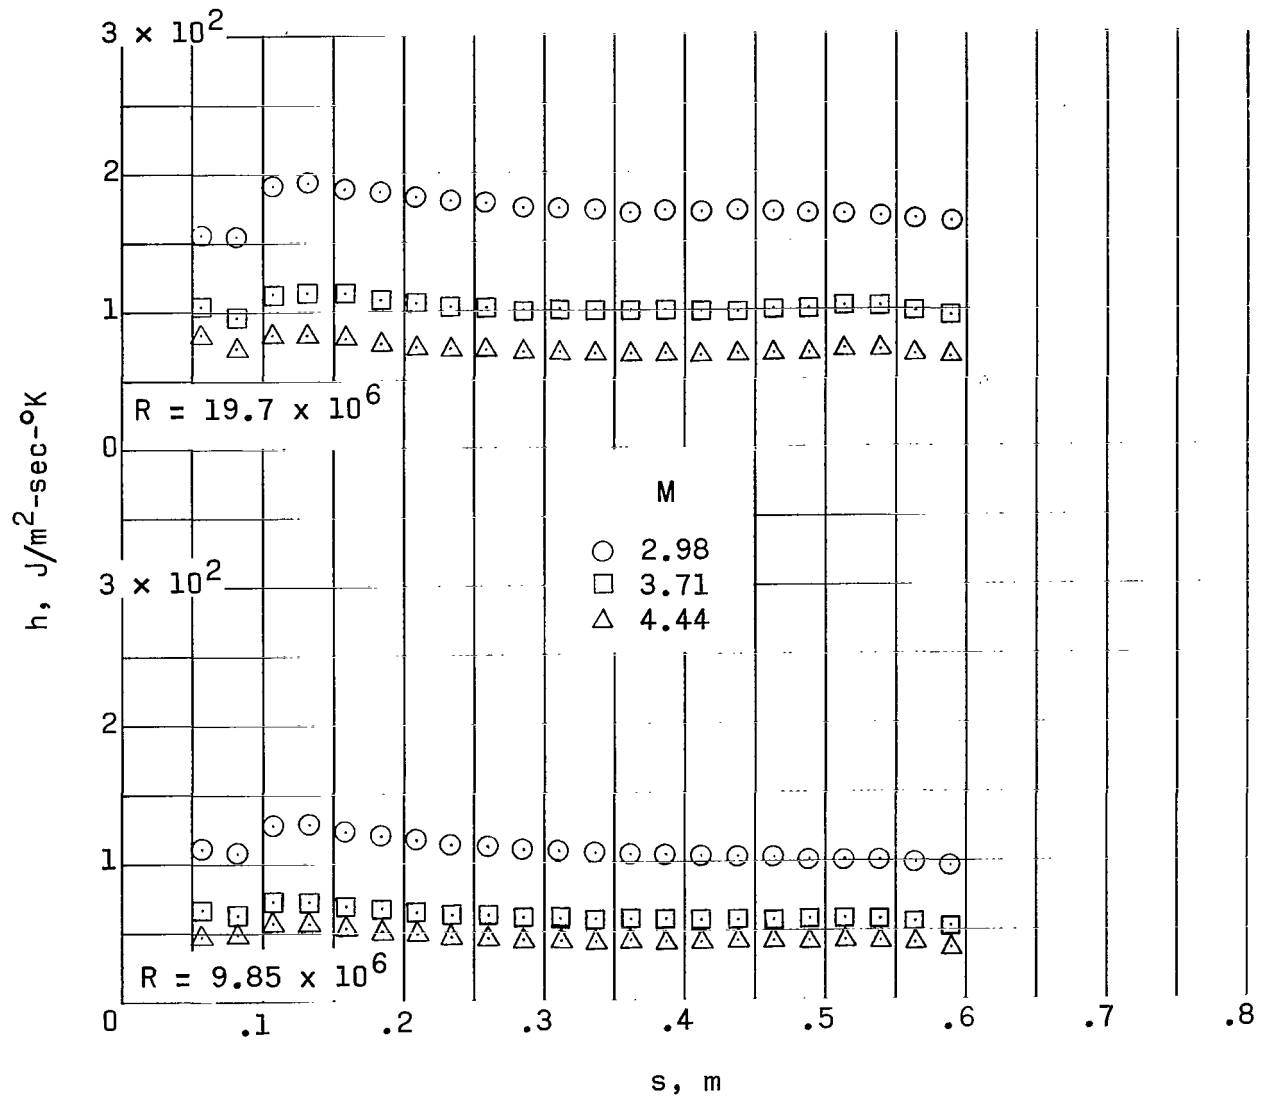 3 × 10²
2
1
R = 19.7 x 10⁶
0
h, J/m²-sec-°K
M
○ 2.98
□ 3.71
△ 4.44
3 × 10²
2
1
R = 9.85 x 10⁶
0 .1 .2 .3 .4 .5 .6 .7 .8
s, m